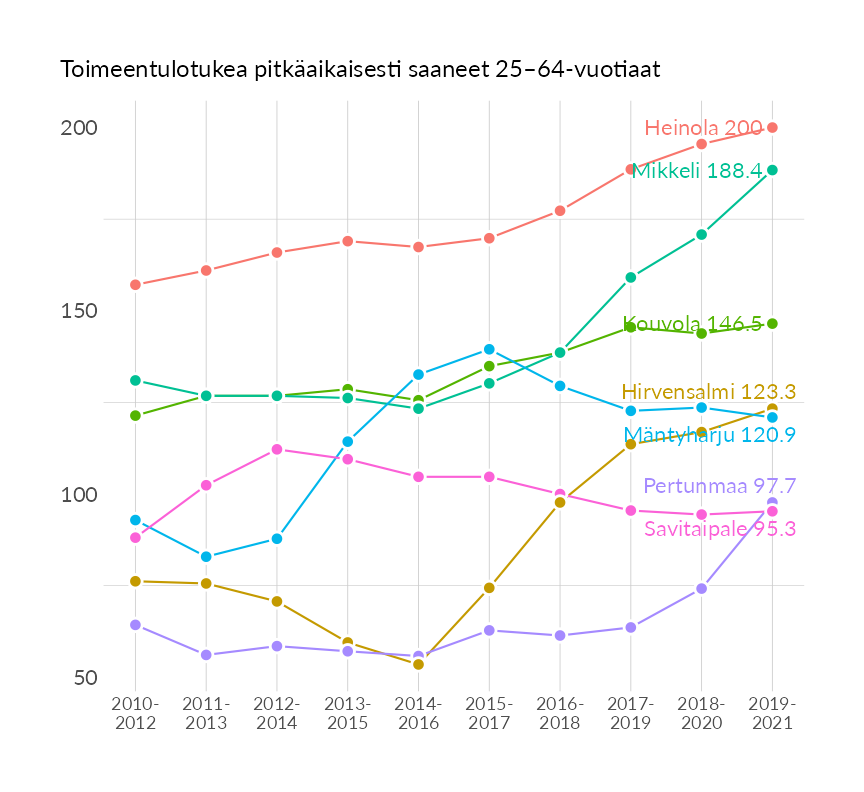 Toimeentulotukea pitkäaikaisesti saaneet 25–64-vuotiaat
200
Heinola 200
Mikkeli 188.4
150
Kouvola 146.5
Hirvensalmi 123.3
Mäntyharju 120.9
Pertunmaa 97.7
100
Savitaipale 95.3
50
2010- 2011- 2012- 2013- 2014- 2015- 2016- 2017- 2018- 2019-
2012 2013 2014 2015 2016 2017 2018 2019 2020 2021